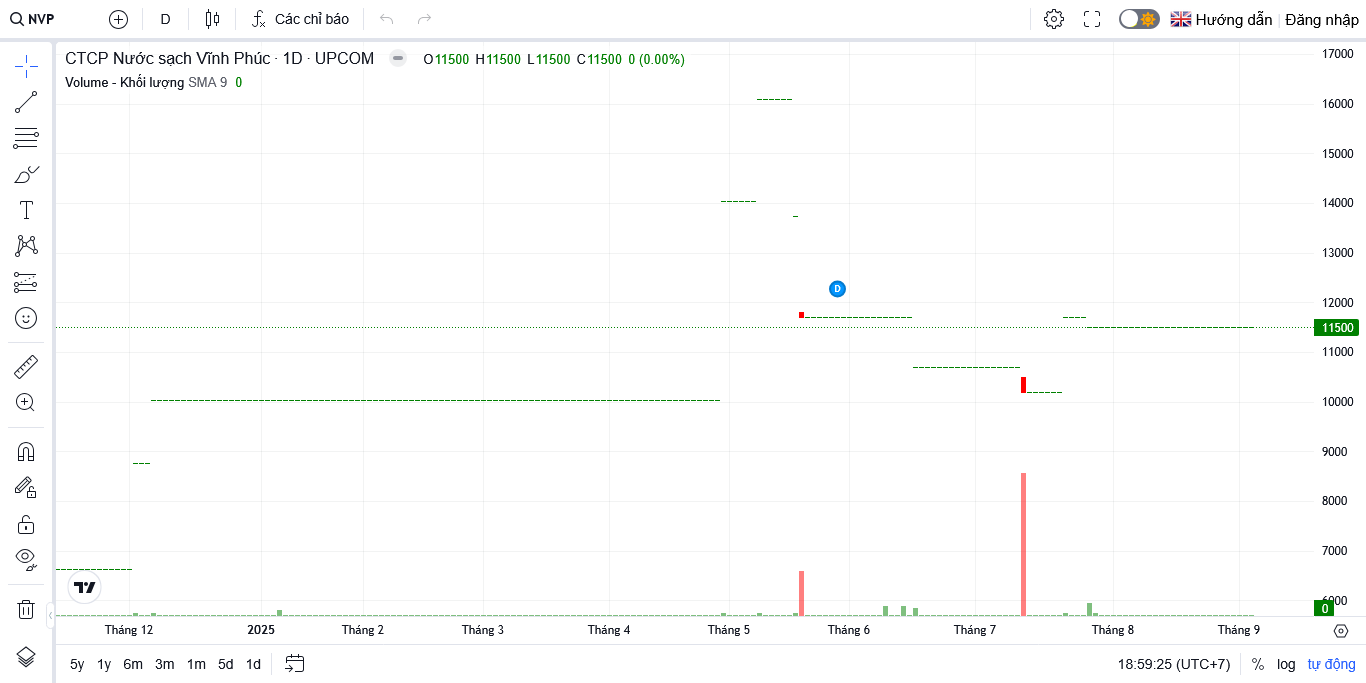 NVP D Các chỉ báo Hướng dẫn Đăng nhập
CTCP Nước sạch Vĩnh Phúc · 1D · UPCOM O11500 H11500 L11500 C11500 0 (0.00%)
Volume - Khối lượng SMA 9 0
17000
16000
15000
14000
13000
12000
11500
11000
10000
9000
8000
7000
6000
0
D
Tháng 12 2025 Tháng 2 Tháng 3 Tháng 4 Tháng 5 Tháng 6 Tháng 7 Tháng 8 Tháng 9
5y 1y 6m 3m 1m 5d 1d 18:59:25 (UTC+7) % log tự động